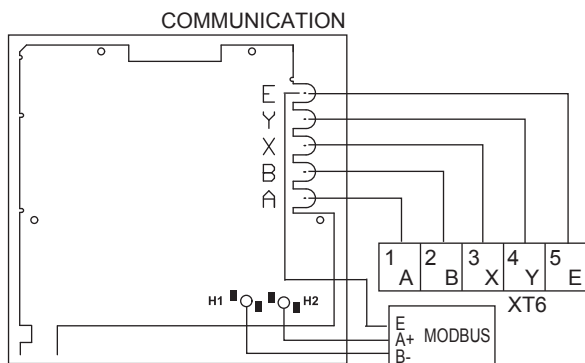 COMMUNICATION
E
Y
X
B
A
H1
H2
1 2 3 4 5
A B X Y E
XT6
E
A+ MODBUS
B-